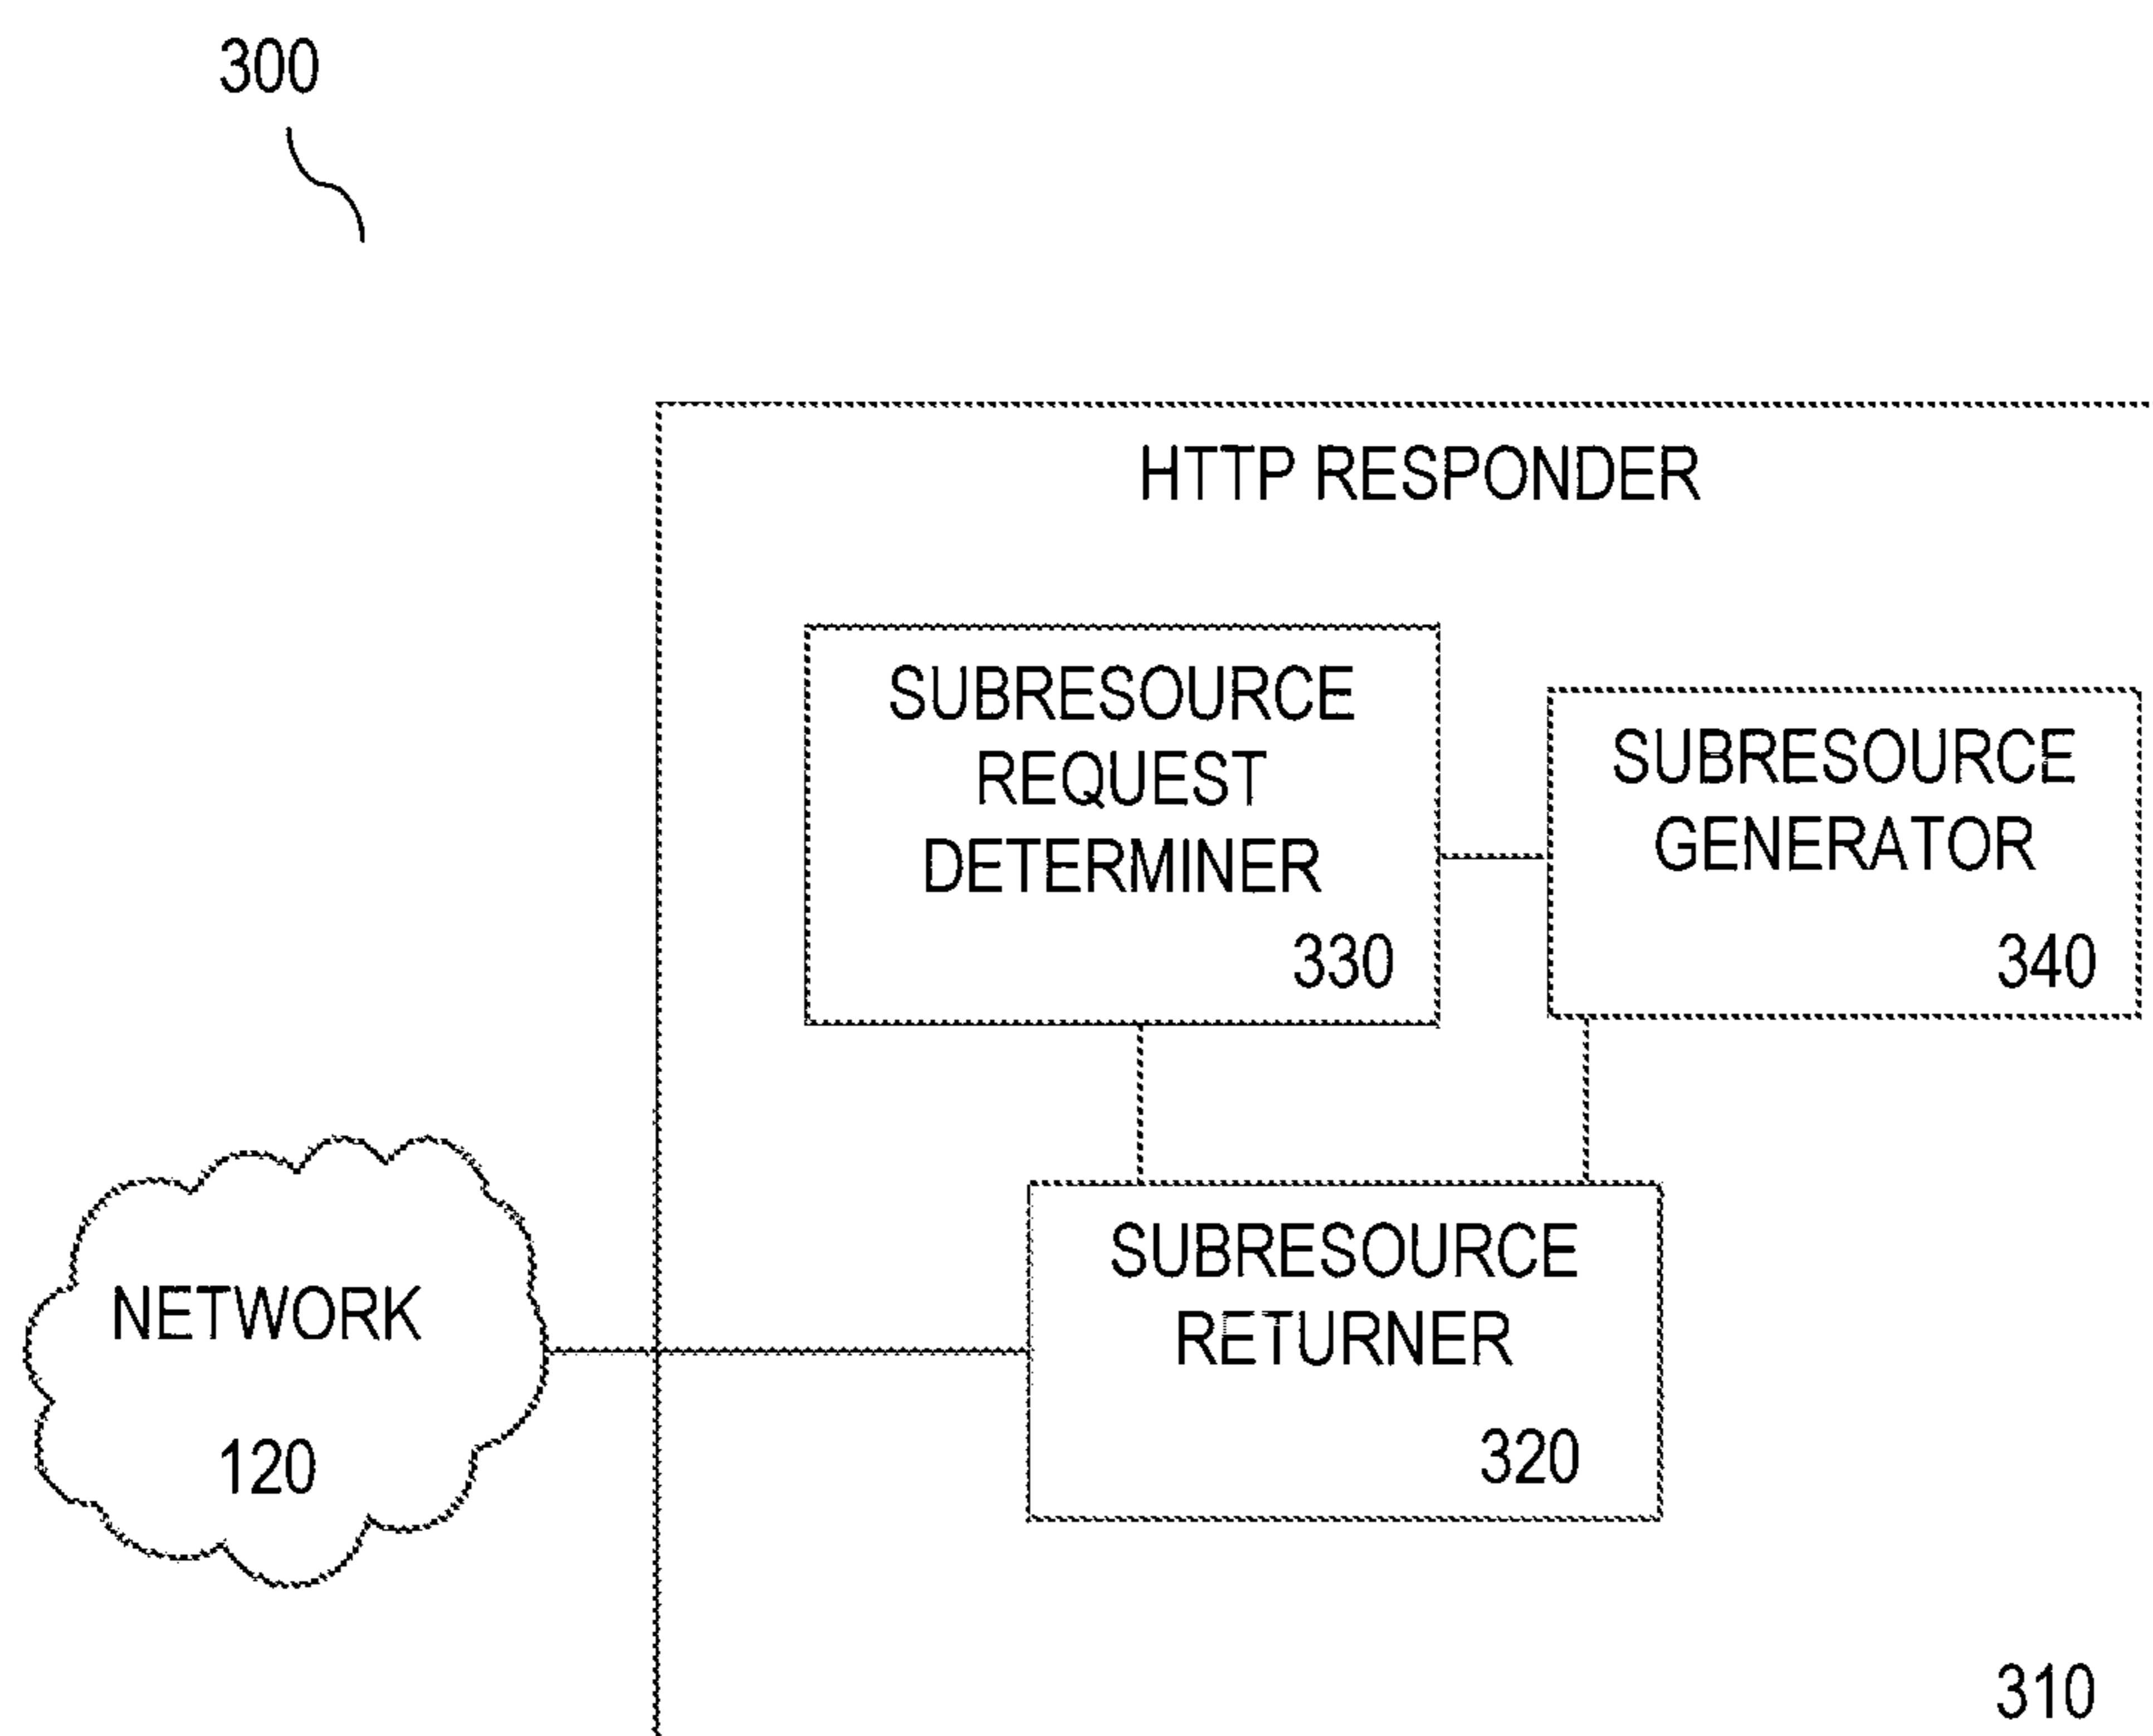 300
HTTP RESPONDER
SUBRESOURCE
REQUEST
DETERMINER
330
SUBRESOURCE
GENERATOR
340
NETWORK
120
SUBRESOURCE
RETURNER
320
310